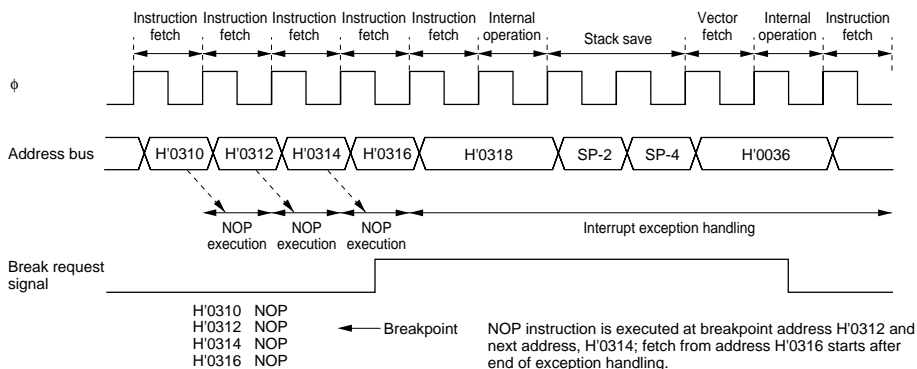 Instruction fetch
Instruction fetch
Instruction fetch
Instruction fetch
Instruction fetch
Internal operation
Stack save
Vector fetch
Internal operation
Instruction fetch
φ
Address bus
H'0310
H'0312
H'0314
H'0316
H'0318
SP-2
SP-4
H'0036
NOP execution
NOP execution
NOP execution
Interrupt exception handling
Break request signal
H'0310 NOP
H'0312 NOP
H'0314 NOP
H'0316 NOP
Breakpoint
NOP instruction is executed at breakpoint address H'0312 and
next address, H'0314; fetch from address H'0316 starts after
end of exception handling.